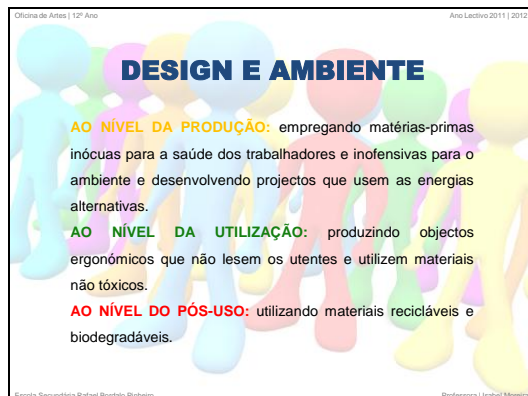 Oficina de Artes | 12º Ano
Ano Lectivo 2011 | 2012
DESIGN E AMBIENTE
AO NÍVEL DA PRODUÇÃO: empregando matérias-primas
inócuas para a saúde dos trabalhadores e inofensivas para o
ambiente e desenvolvendo projectos que usem as energias
alternativas.
AO NÍVEL DA UTILIZAÇÃO: produzindo objectos
ergonómicos que não lesem os utentes e utilizem materiais
não tóxicos.
AO NÍVEL DO PÓS-USO: utilizando materiais recicláveis e
biodegradáveis.
Escola Secundária Rafael Bordalo Pinheiro
Professora | Isabel Moreira